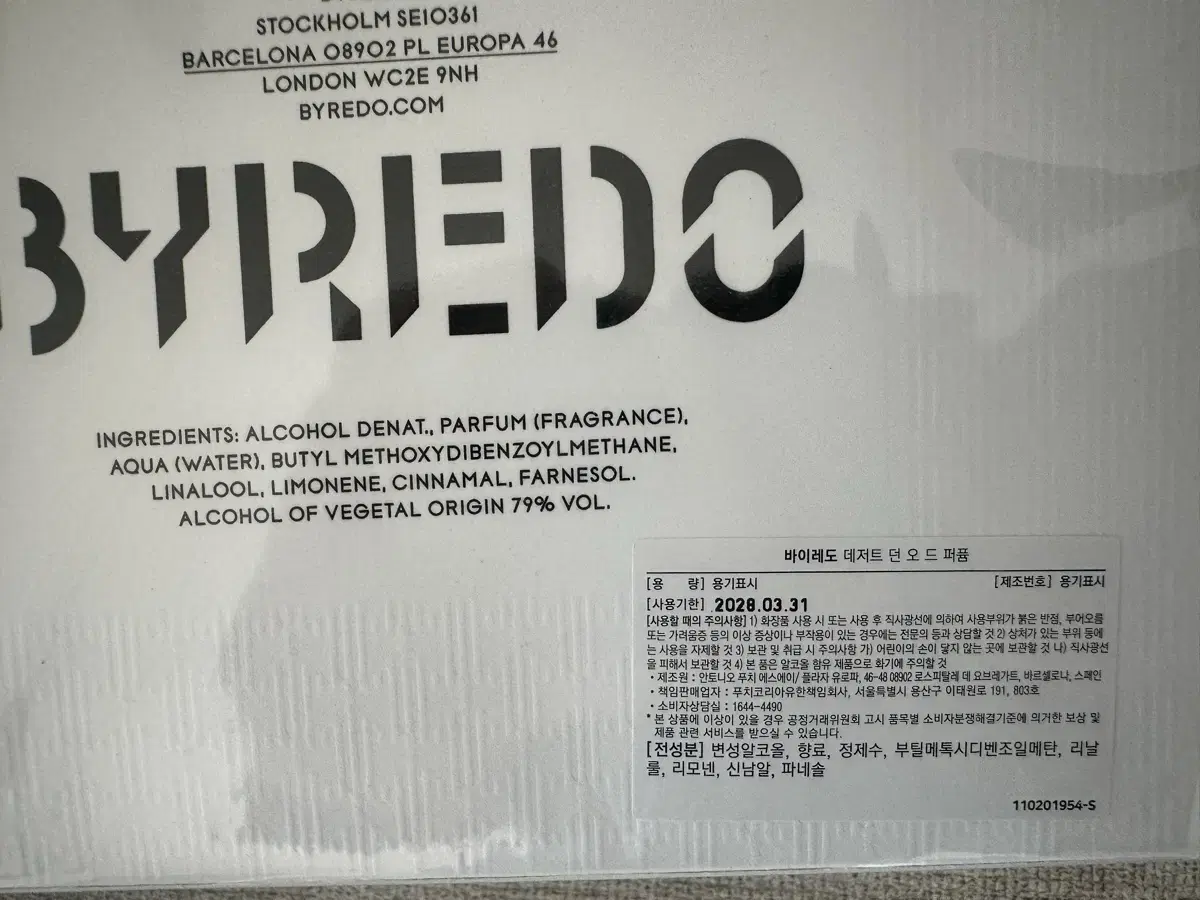 STOCKHOLM SE10361
BARCELONA 08902 PL EUROPA 46
LONDON WC2E 9NH
BYREDO.COM
BYREDO
INGREDIENTS: ALCOHOL DENAT., PARFUM (FRAGRANCE),
AQUA (WATER), BUTYL METHOXYDIBENZOYLMETHANE,
LINALOOL, LIMONENE, CINNAMAL, FARNESOL.
ALCOHOL OF VEGETAL ORIGIN 79% VOL.
바이레도 데저트 던 오 드 퍼퓸
[용 량] 용기표시 [제조번호] 용기표시
[사용기한] 2028.03.31
[사용할 때의 주의사항] 1) 화장품 사용 시 또는 사용 후 직사광선에 의하여 사용부위가 붉은 반점, 부어오름
또는 가려움증 등의 이상 증상이나 부작용이 있는 경우에는 전문의 등과 상담할 것 2) 상처가 있는 부위 등에
는 사용을 자제할 것 3) 보관 및 취급 시 주의사항 가) 어린이의 손이 닿지 않는 곳에 보관할 것 나) 직사광선
을 피해서 보관할 것 4) 본 품은 알코올 함유 제품으로 화기에 주의할 것
• 제조원 : 안토니오 푸치 에스에이/ 플라자 유로파, 46-48 08902 로스피탈레 데 요브레가트, 바르셀로나, 스페인
• 책임판매업자 : 푸치코리아유한책임회사, 서울특별시 용산구 이태원로 191, 803호
• 소비자상담실 : 1644-4490
* 본 상품에 이상이 있을 경우 공정거래위원회 고시 품목별 소비자분쟁해결기준에 의거한 보상 및
제품 관련 서비스를 받으실 수 있습니다.
[전성분] 변성알코올, 향료, 정제수, 부틸메톡시디벤조일메탄, 리날
룰, 리모넨, 신남알, 파네솔
110201954-S